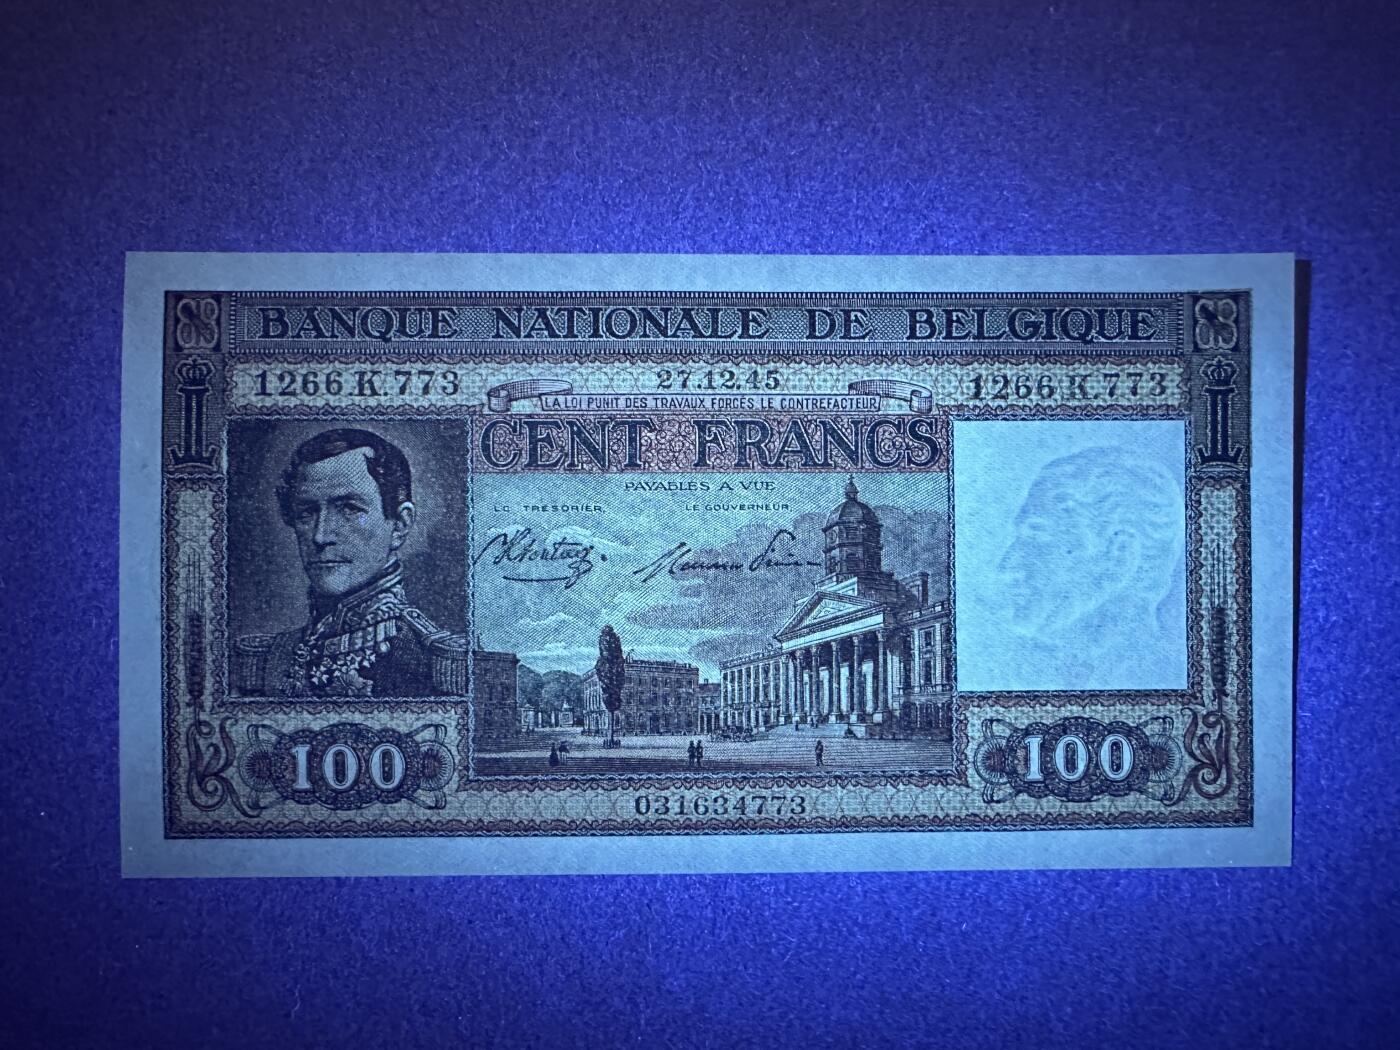 BANQUE NATIONALE DE BELGIQUE
1266 K. 773 27.12.45 1266 K. 773
LA LOI PUNIT DES TRAVAUX FORCÉS LE CONTREFACTEUR
CENT FRANCS
PAYABLES A VUE
LE TRÉSORIER, LE GOUVERNEUR,
100 100
031634773